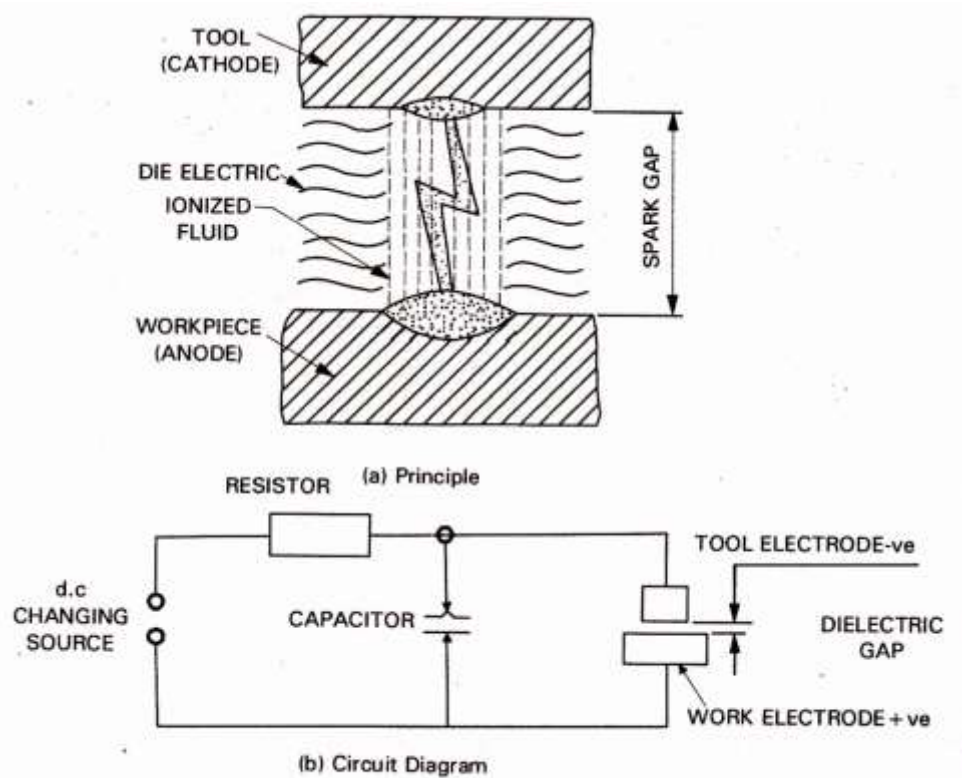 TOOL
(CATHODE)
DIE ELECTRIC
IONIZED
FLUID
SPARK GAP
WORKPIECE
(ANODE)
(a) Principle
RESISTOR
TOOL ELECTRODE-ve
d.c
CHANGING
SOURCE
CAPACITOR
DIELECTRIC
GAP
WORK ELECTRODE+ve
(b) Circuit Diagram